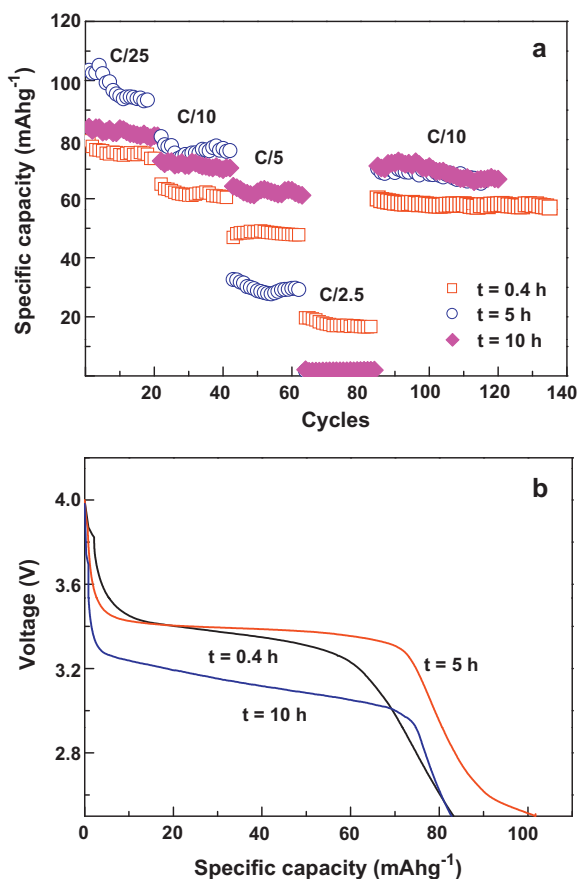 a
120
100
80
60
40
20
Specific capacity (mAhg-1)
C/25
C/10
C/5
C/2.5
C/10
t = 0.4 h
t = 5 h
t = 10 h
20 40 60 80 100 120 140
Cycles
b
4.0
3.6
3.2
2.8
Voltage (V)
t = 0.4 h
t = 5 h
t = 10 h
0 20 40 60 80 100
Specific capacity (mAhg-1)